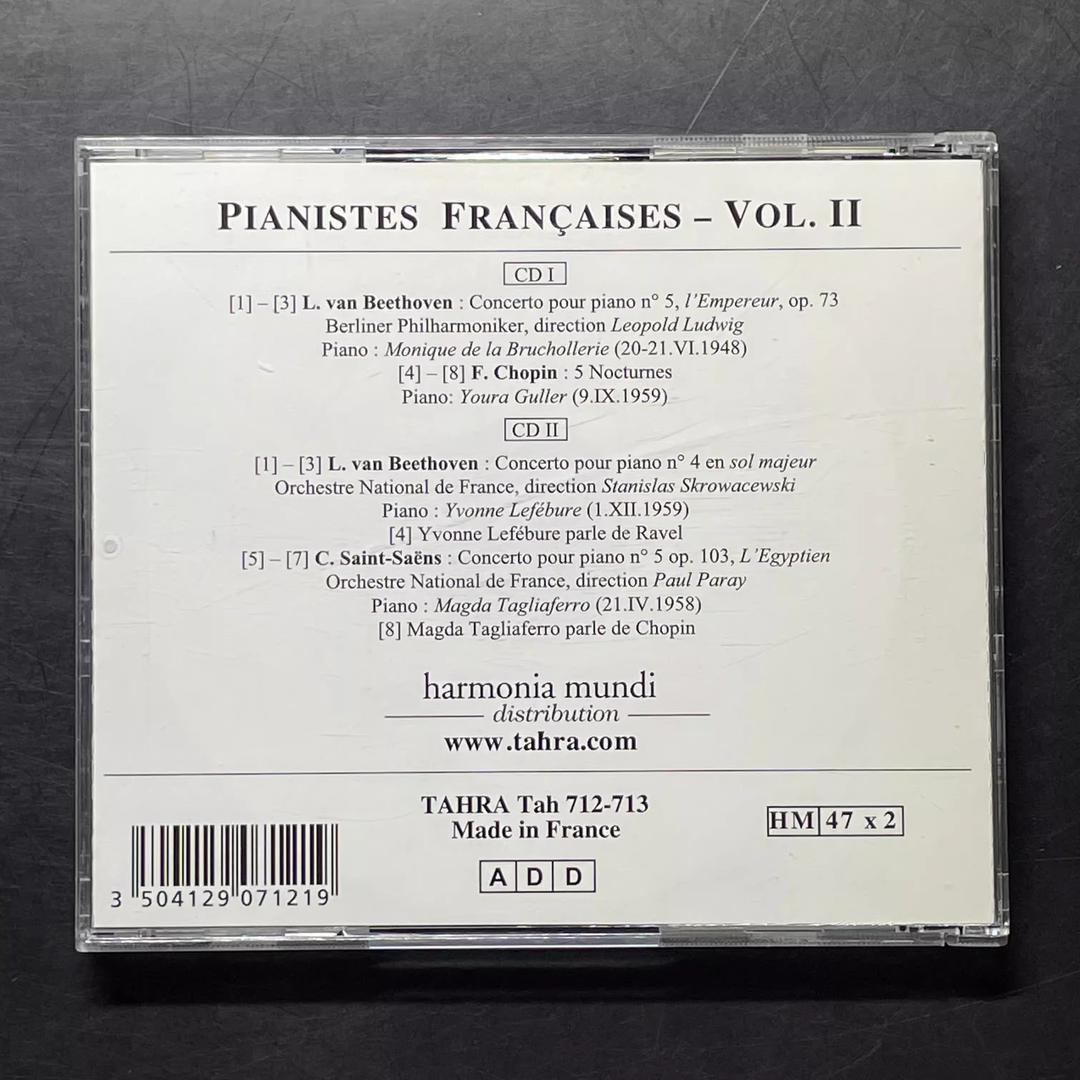 PIANISTES FRANÇAISES – VOL. II
CD I
[1] – [3] L. van Beethoven : Concerto pour piano n° 5, l'Empereur, op. 73
Berliner Philharmoniker, direction Leopold Ludwig
Piano : Monique de la Bruchollerie (20-21.VI.1948)
[4] – [8] F. Chopin : 5 Nocturnes
Piano: Youra Guller (9.IX.1959)
CD II
[1] – [3] L. van Beethoven : Concerto pour piano n° 4 en sol majeur
Orchestre National de France, direction Stanislas Skrowacewski
Piano : Yvonne Lefébure (1.XII.1959)
[4] Yvonne Lefébure parle de Ravel
[5] – [7] C. Saint-Saëns : Concerto pour piano n° 5 op. 103, L'Egyptien
Orchestre National de France, direction Paul Paray
Piano : Magda Tagliaferro (21.IV.1958)
[8] Magda Tagliaferro parle de Chopin
harmonia mundi
distribution
www.tahra.com
TAHRA Tah 712-713
Made in France
HM 47 x 2
A D D
3 504129 071219